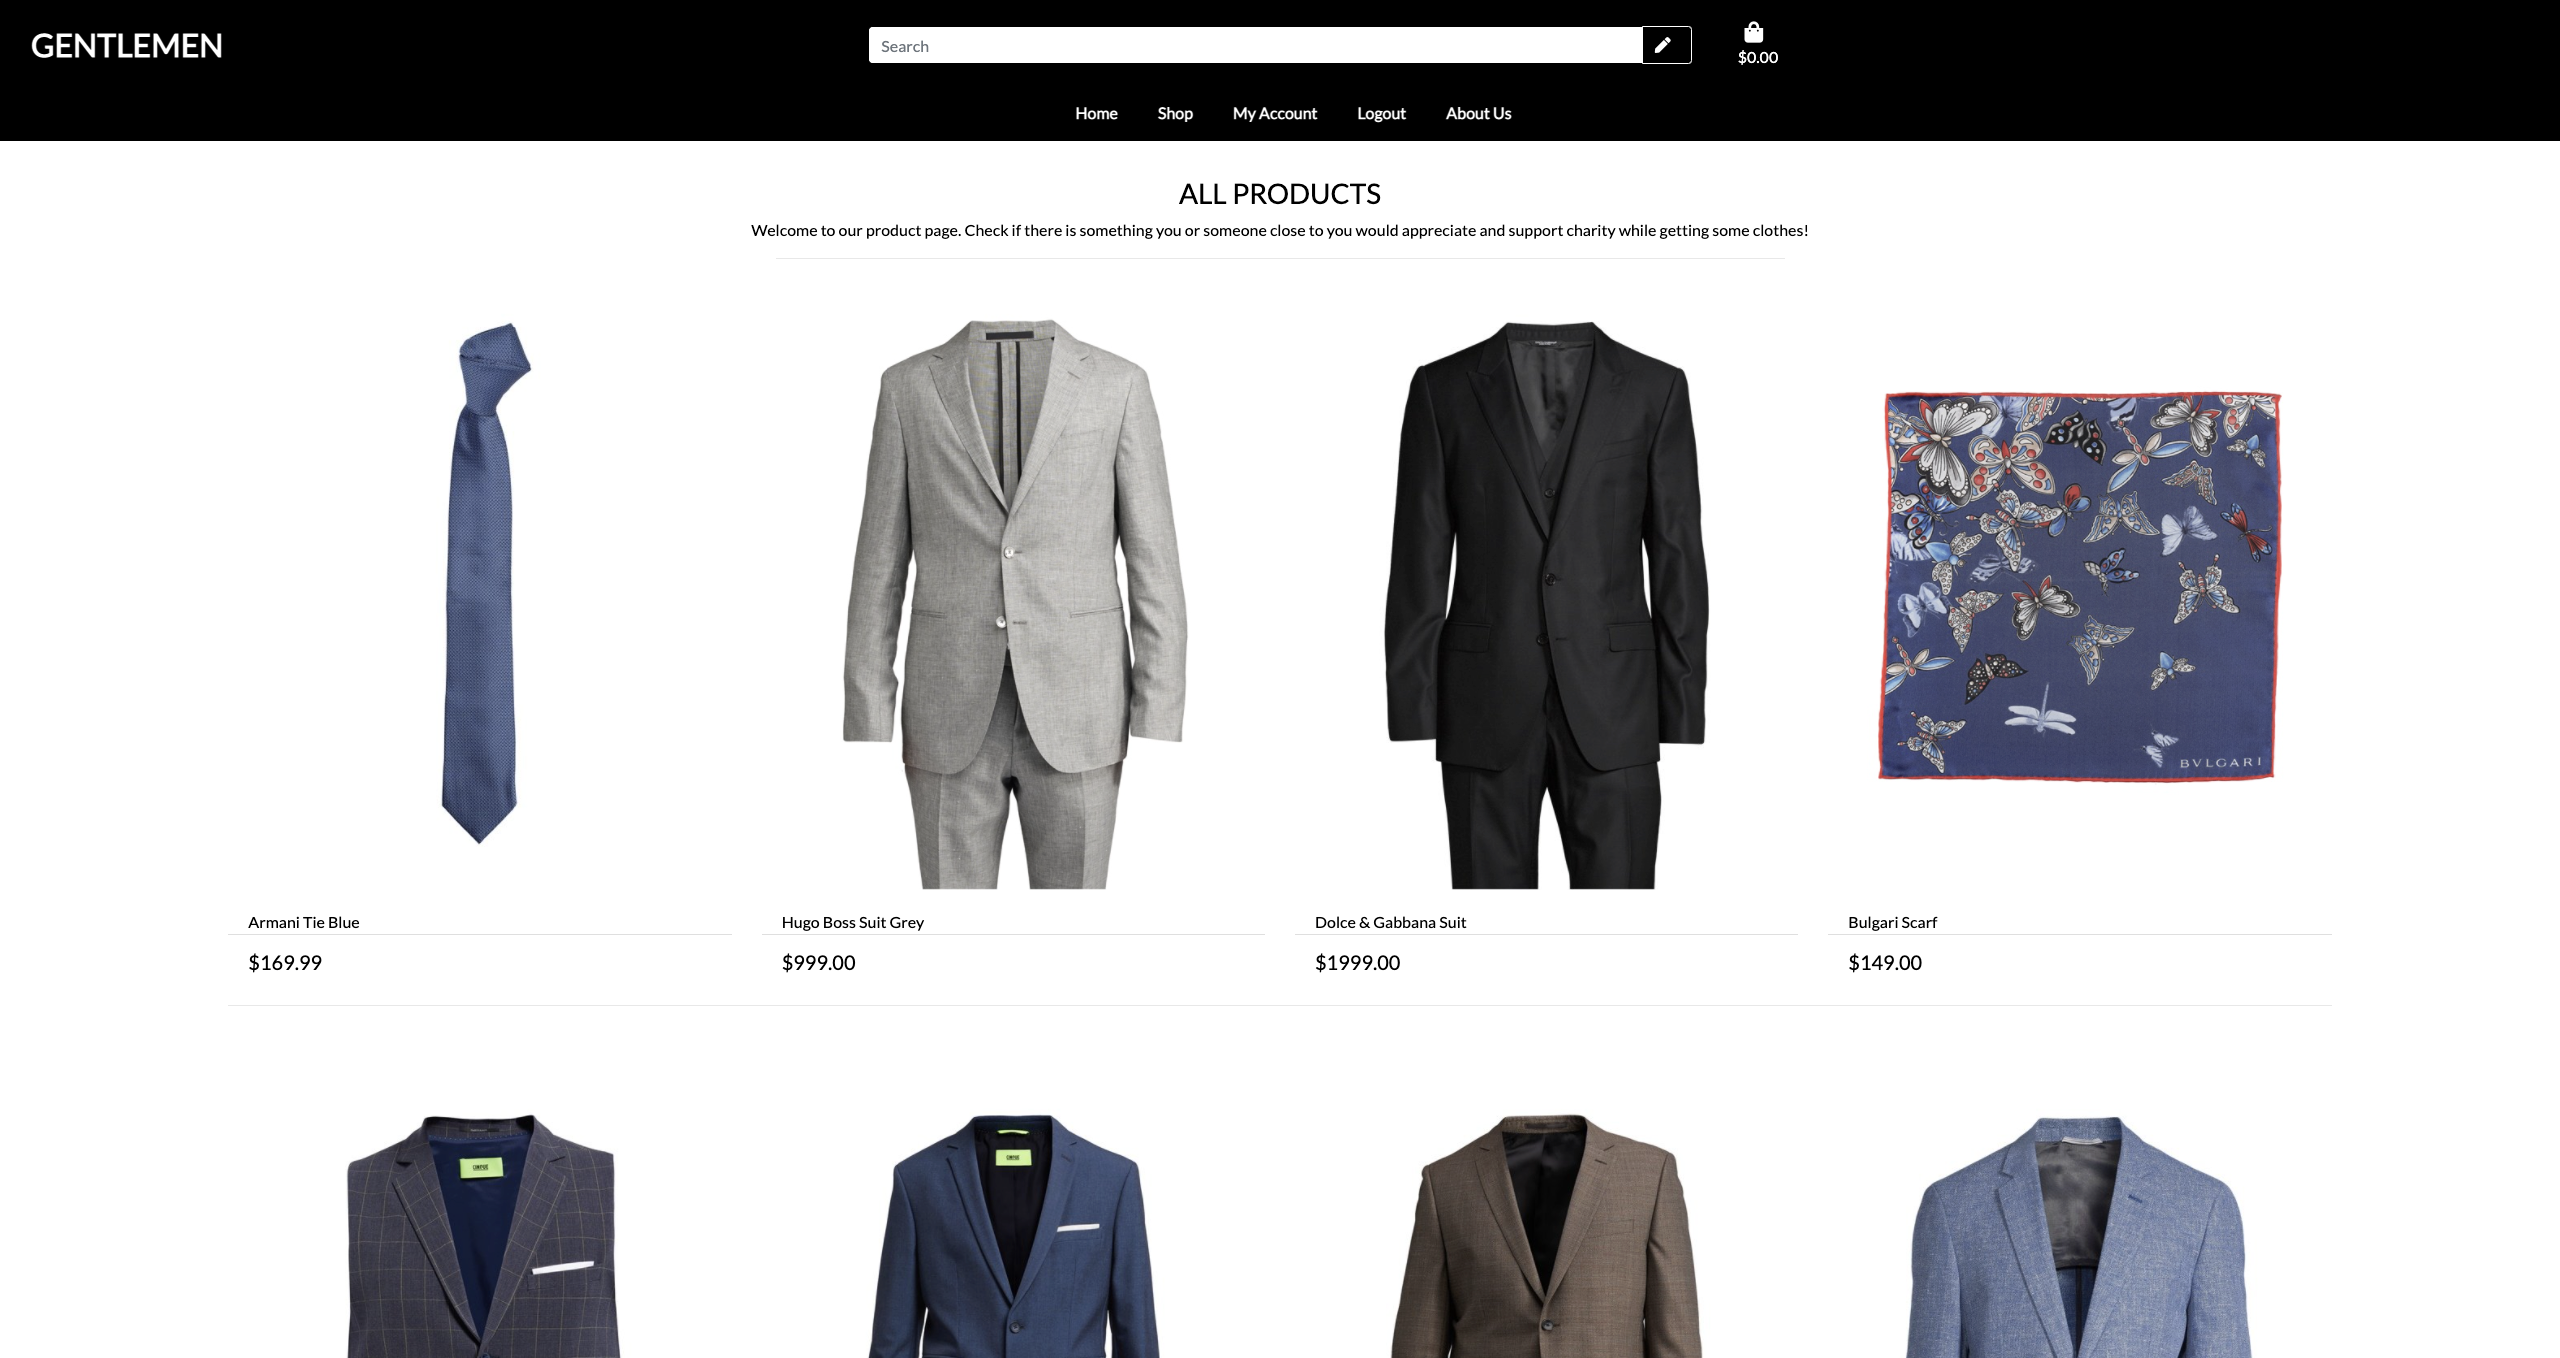 GENTLEMEN
Search
$0.00
Home Shop My Account Logout About Us
ALL PRODUCTS
Welcome to our product page. Check if there is something you or someone close to you would appreciate and support charity while getting some clothes!
BVLGARI
Armani Tie Blue
$169.99
Hugo Boss Suit Grey
$999.00
Dolce & Gabbana Suit
$1999.00
Bulgari Scarf
$149.00